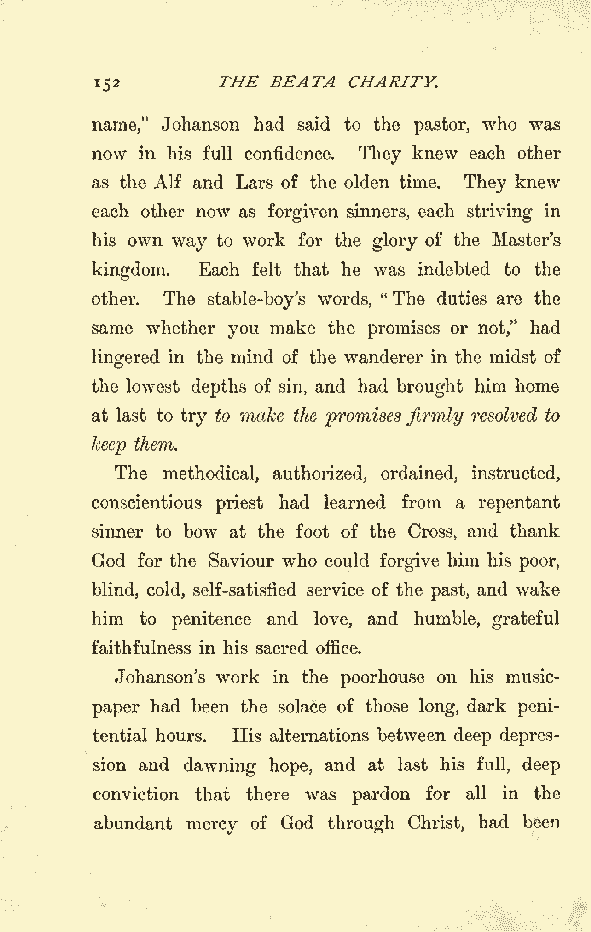 152 THE BEATA CHARITY.
name," Johanson had said to the pastor, who was
now in his full confidence. They knew each other
as the Alf and Lars of the olden time. They knew
each other now as forgiven sinners, each striving in
his own way to work for the glory of the Master's
kingdom. Each felt that he was indebted to the
other. The stable-boy's words, "The duties are the
same whether you make the promises or not," had
lingered in the mind of the wanderer in the midst of
the lowest depths of sin, and had brought him home
at last to try to make the promises firmly resolved to
keep them.
The methodical, authorized, ordained, instructed,
conscientious priest had learned from a repentant
sinner to bow at the foot of the Cross, and thank
God for the Saviour who could forgive him his poor,
blind, cold, self-satisfied service of the past, and wake
him to penitence and love, and humble, grateful
faithfulness in his sacred office.
Johanson's work in the poorhouse on his music-
paper had been the solace of those long, dark peni-
tential hours. His alternations between deep depres-
sion and dawning hope, and at last his full, deep
conviction that there was pardon for all in the
abundant mercy of God through Christ, had been